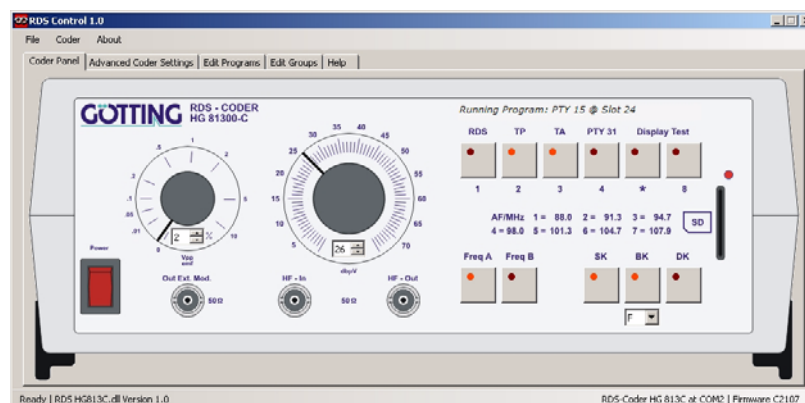 RDS Control 1.0
File Coder About
Coder Panel Advanced Coder Settings Edit Programs Edit Groups Help
GÖTTING RDS - CODER
HG 81300-C
Running Program: PTY 15 @ Slot 24
RDS TP TA PTY 31 Display Test
1 2 3 4 * 8
.01 .05 .1 .2 .5 1 2 5 10 0
2 %
5 10 15 20 25 30 35 40 45 50 55 60 65 70
26
AF/MHz 1 = 88.0 2 = 91.3 3 = 94.7
4 = 98.0 5 = 101.3 6 = 104.7 7 = 107.9
SD
Power
Out Ext. Mod. 50Ω
HF - In 50Ω HF - Out
Freq A Freq B SK BK DK
F
Ready | RDS HG813C.dll Version 1.0
RDS-Coder HG 813C at COM2 | Firmware C2107